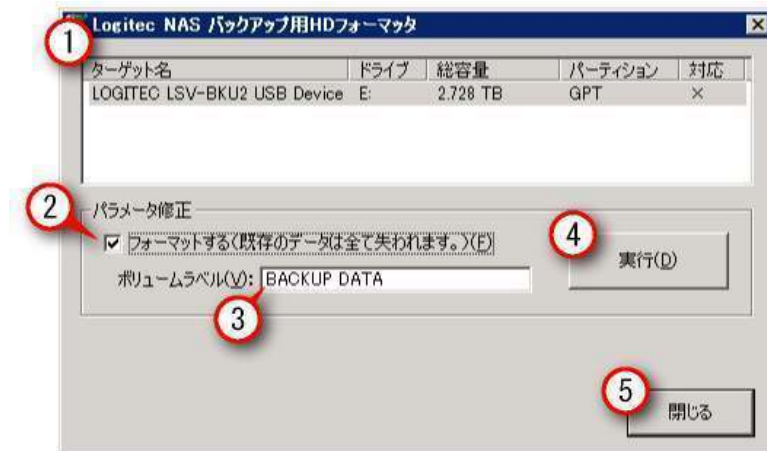 Logitec NAS バックアップ用HDフォーマッタ
1
ターゲット名 ドライブ 総容量 パーティション 対応
LOGITEC LSV-BKU2 USB Device E: 2.728 TB GPT ×
2
パラメータ修正
フォーマットする(既存のデータは全て失われます。)(F)
4
実行(D)
ボリュームラベル(V): BACKUP DATA
3
5
閉じる